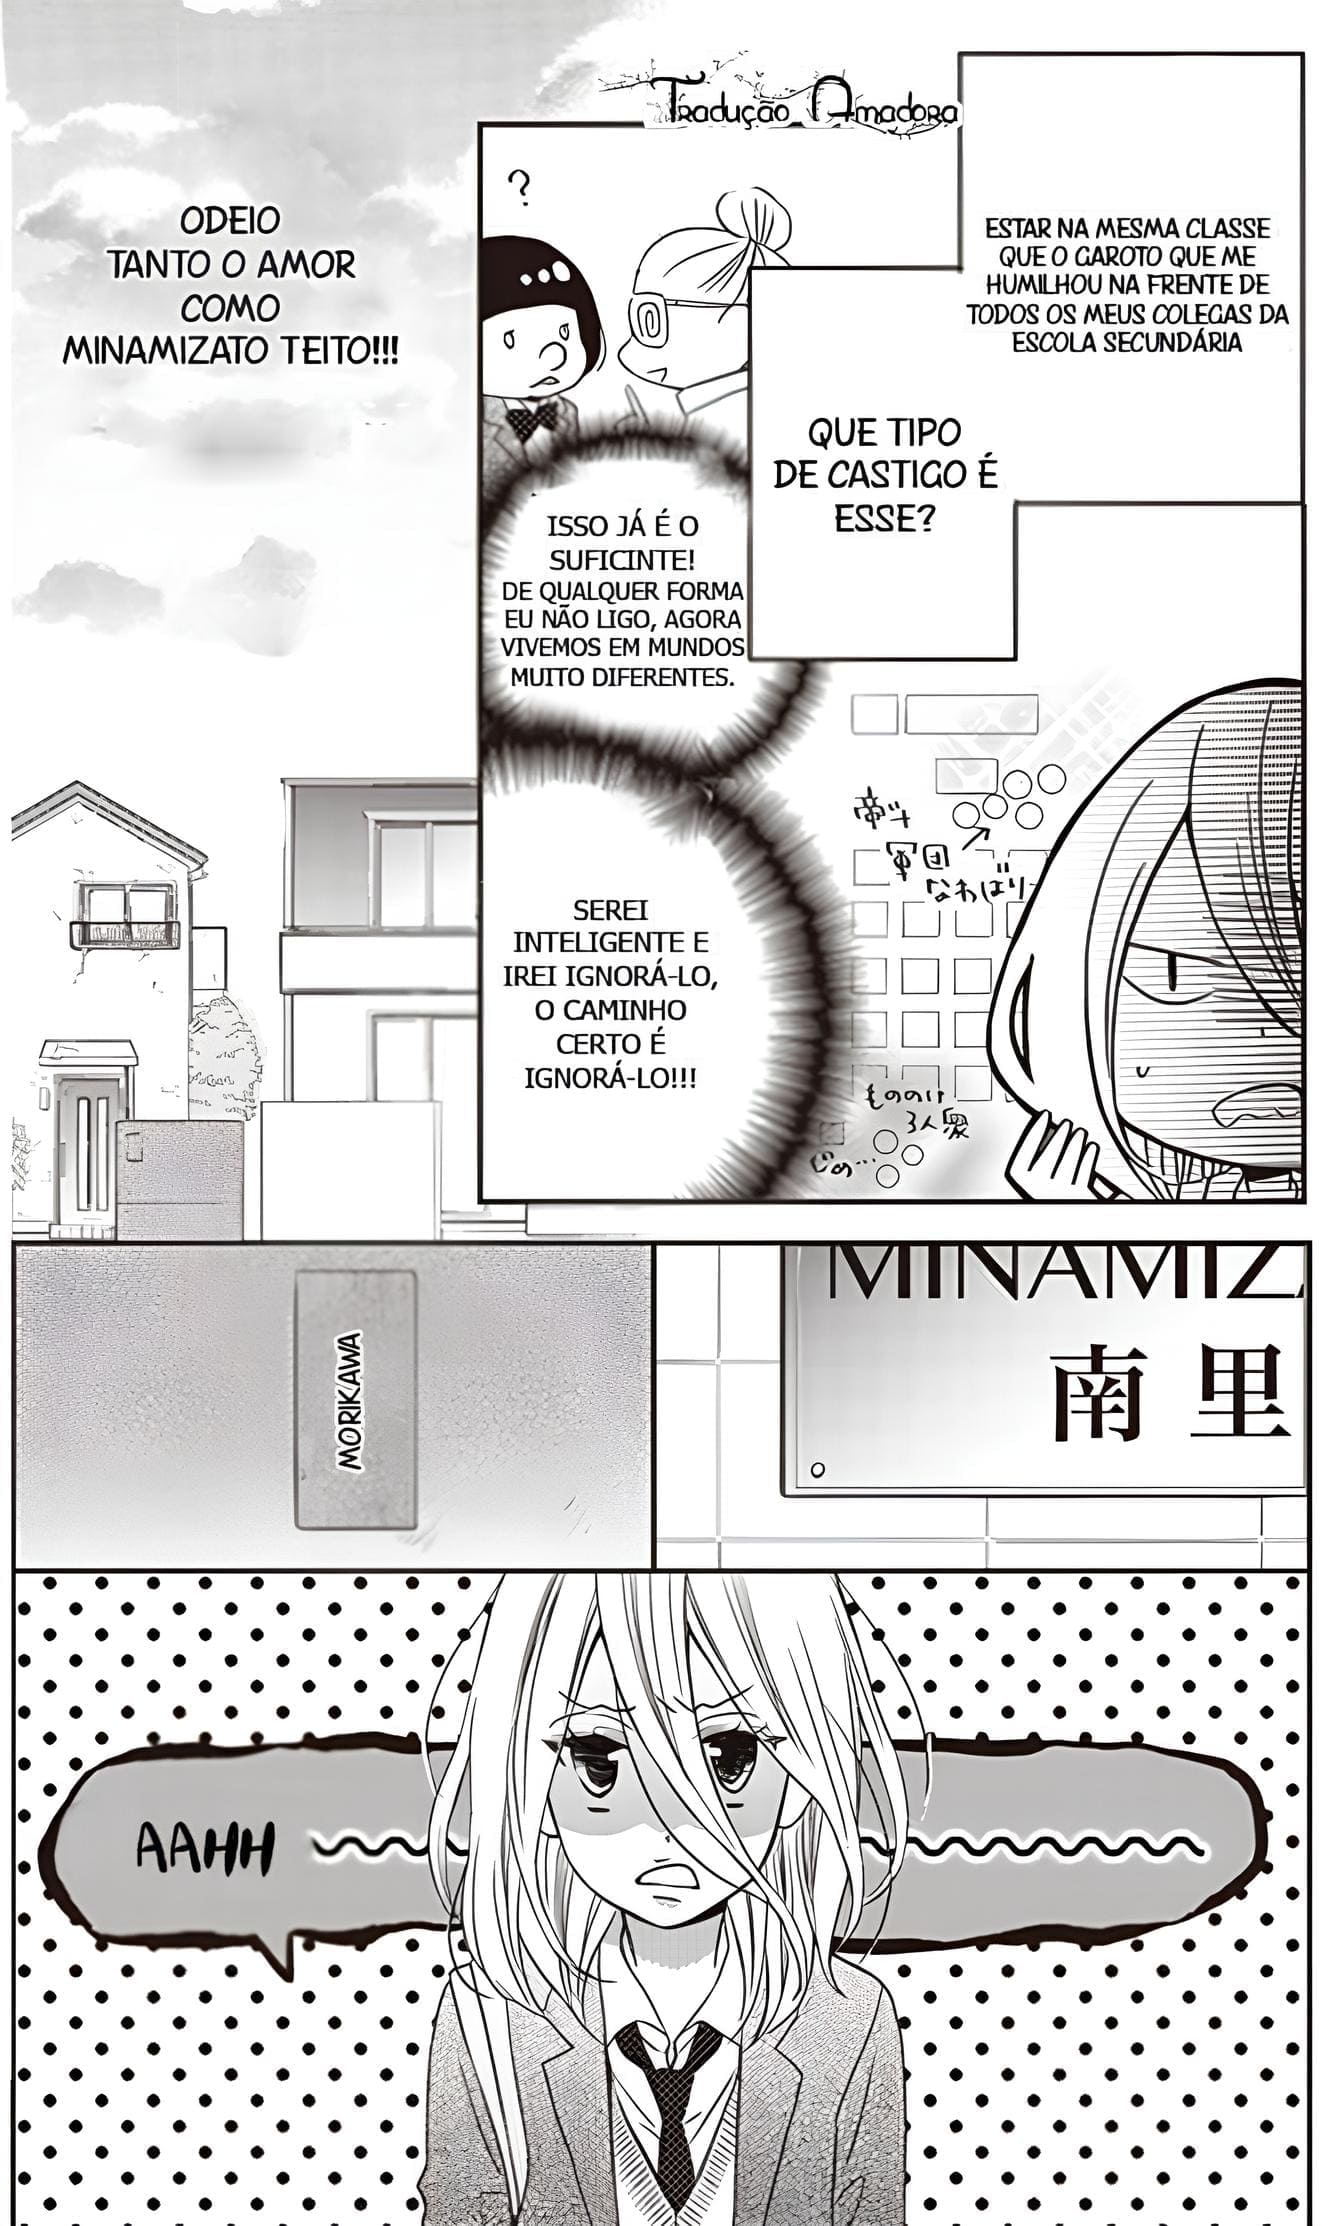 Tradução Amadora
ESTAR NA MESMA CLASSE
QUE O GAROTO QUE ME
HUMILHOU NA FRENTE DE
TODOS OS MEUS COLEGAS DA
ESCOLA SECUNDÁRIA
QUE TIPO
DE CASTIGO É
ESSE?
?
ISSO JÁ É O
SUFICINTE!
DE QUALQUER FORMA
EU NÃO LIGO, AGORA
VIVEMOS EM MUNDOS
MUITO DIFERENTES.
帝斗
軍団
なわばり
SEREI
INTELIGENTE E
IREI IGNORÁ-LO,
O CAMINHO
CERTO É
IGNORÁ-LO!!!
もののけ
3人衆
じの…
ODEIO
TANTO O AMOR
COMO
MINAMIZATO TEITO!!!
MINAMIZA
南里
MORIKAWA
AAHH